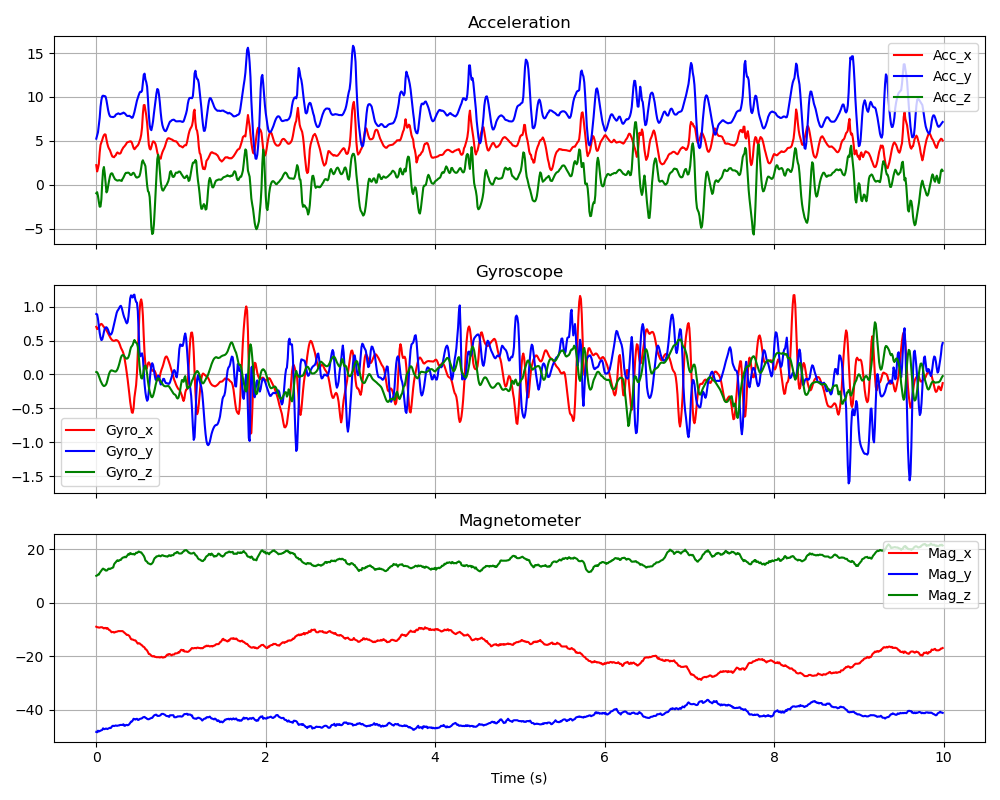 Acceleration
15
10
5
0
−5
Acc_x
Acc_y
Acc_z
Gyroscope
1.0
0.5
0.0
−0.5
−1.0
−1.5
Gyro_x
Gyro_y
Gyro_z
Magnetometer
20
0
−20
−40
Mag_x
Mag_y
Mag_z
0 2 4 6 8 10
Time (s)